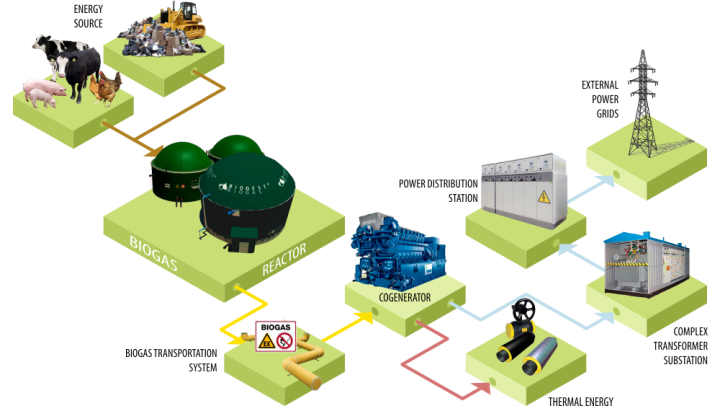 ENERGY
SOURCE
EXTERNAL
POWER
GRIDS
POWER DISTRIBUTION
STATION
BIOGAS
REACTOR
COGENERATOR
BIOGAS
EX
BIOGAS TRANSPORTATION
SYSTEM
COMPLEX
TRANSFORMER
SUBSTATION
THERMAL ENERGY